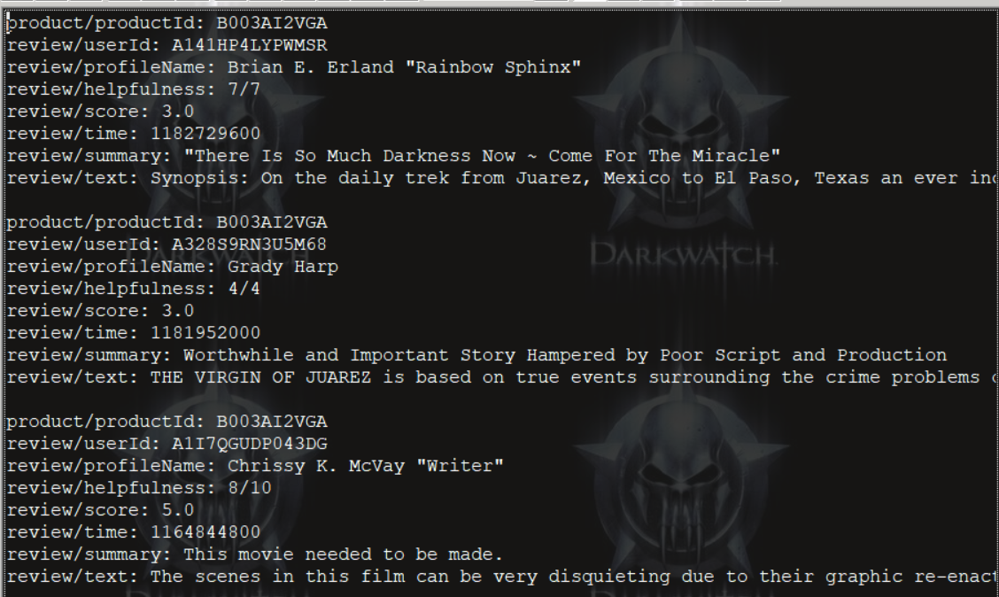 product/productId: B003AI2VGA
review/userId: A141HP4LYPWMSR
review/profileName: Brian E. Erland "Rainbow Sphinx"
review/helpfulness: 7/7
review/score: 3.0
review/time: 1182729600
review/summary: "There Is So Much Darkness Now ~ Come For The Miracle"
review/text: Synopsis: On the daily trek from Juarez, Mexico to El Paso, Texas an ever inc
product/productId: B003AI2VGA
review/userId: A328S9RN3U5M68
DARKWATCH
DARKWATCH.
review/profileName: Grady Harp
review/helpfulness: 4/4
review/score: 3.0
review/time: 1181952000
review/summary: Worthwhile and Important Story Hampered by Poor Script and Production
review/text: THE VIRGIN OF JUAREZ is based on true events surrounding the crime problems
product/productId: B003AI2VGA
review/userId: A1I7QGUDP043DG
review/profileName: Chrissy K. McVay "Writer"
review/helpfulness: 8/10
review/score: 5.0
review/time: 1164844800
review/summary: This movie needed to be made.
review/text: The scenes in this film can be very disquieting due to their graphic re-enact